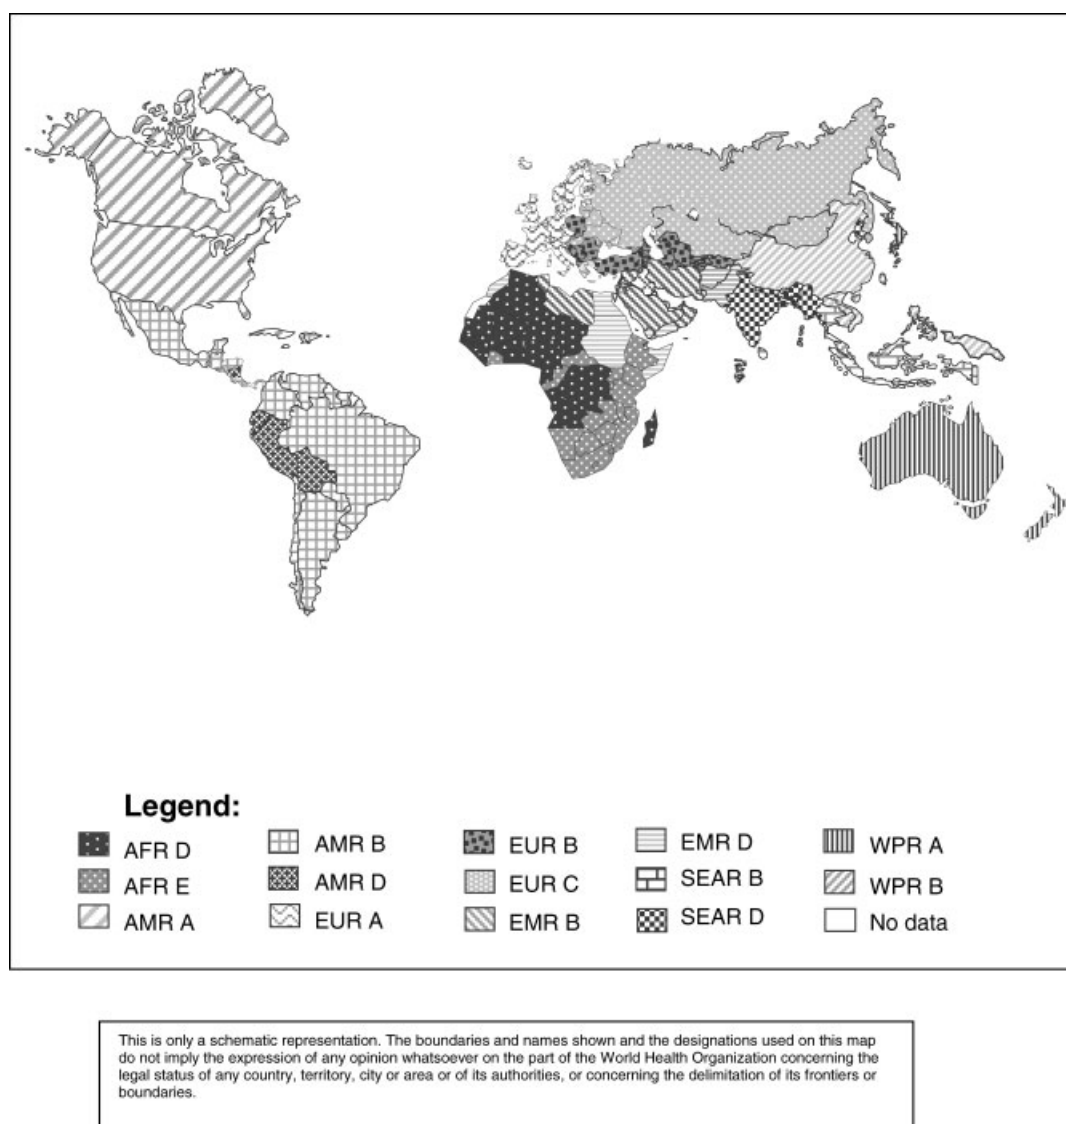 Legend:
AFR D
AMR B
EUR B
EMR D
WPR A
AFR E
AMR D
EUR C
SEAR B
WPR B
AMR A
EUR A
EMR B
SEAR D
No data
This is only a schematic representation. The boundaries and names shown and the designations used on this map
do not imply the expression of any opinion whatsoever on the part of the World Health Organization concerning the
legal status of any country, territory, city or area or of its authorities, or concerning the delimitation of its frontiers or
boundaries.